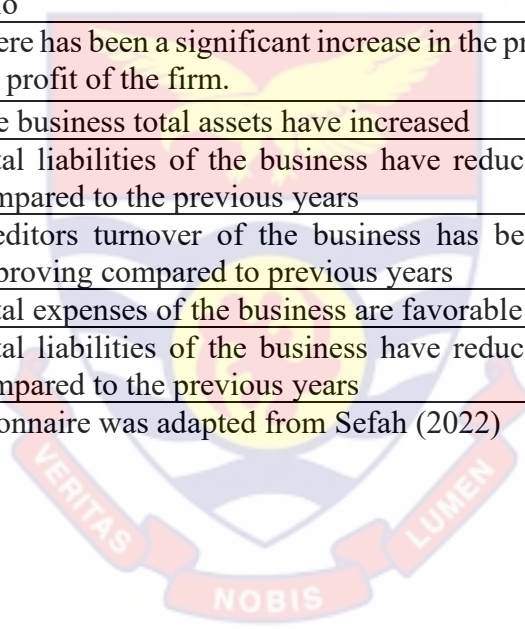 io
ere has been a significant increase in the pr
profit of the firm.
e business total assets have increased
tal liabilities of the business have reduc
mpared to the previous years
editors turnover of the business has be
proving compared to previous years
tal expenses of the business are favorable
tal liabilities of the business have reduc
mpared to the previous years
onnaire was adapted from Sefah (2022)
VERITAS
NOBIS
LUMEN